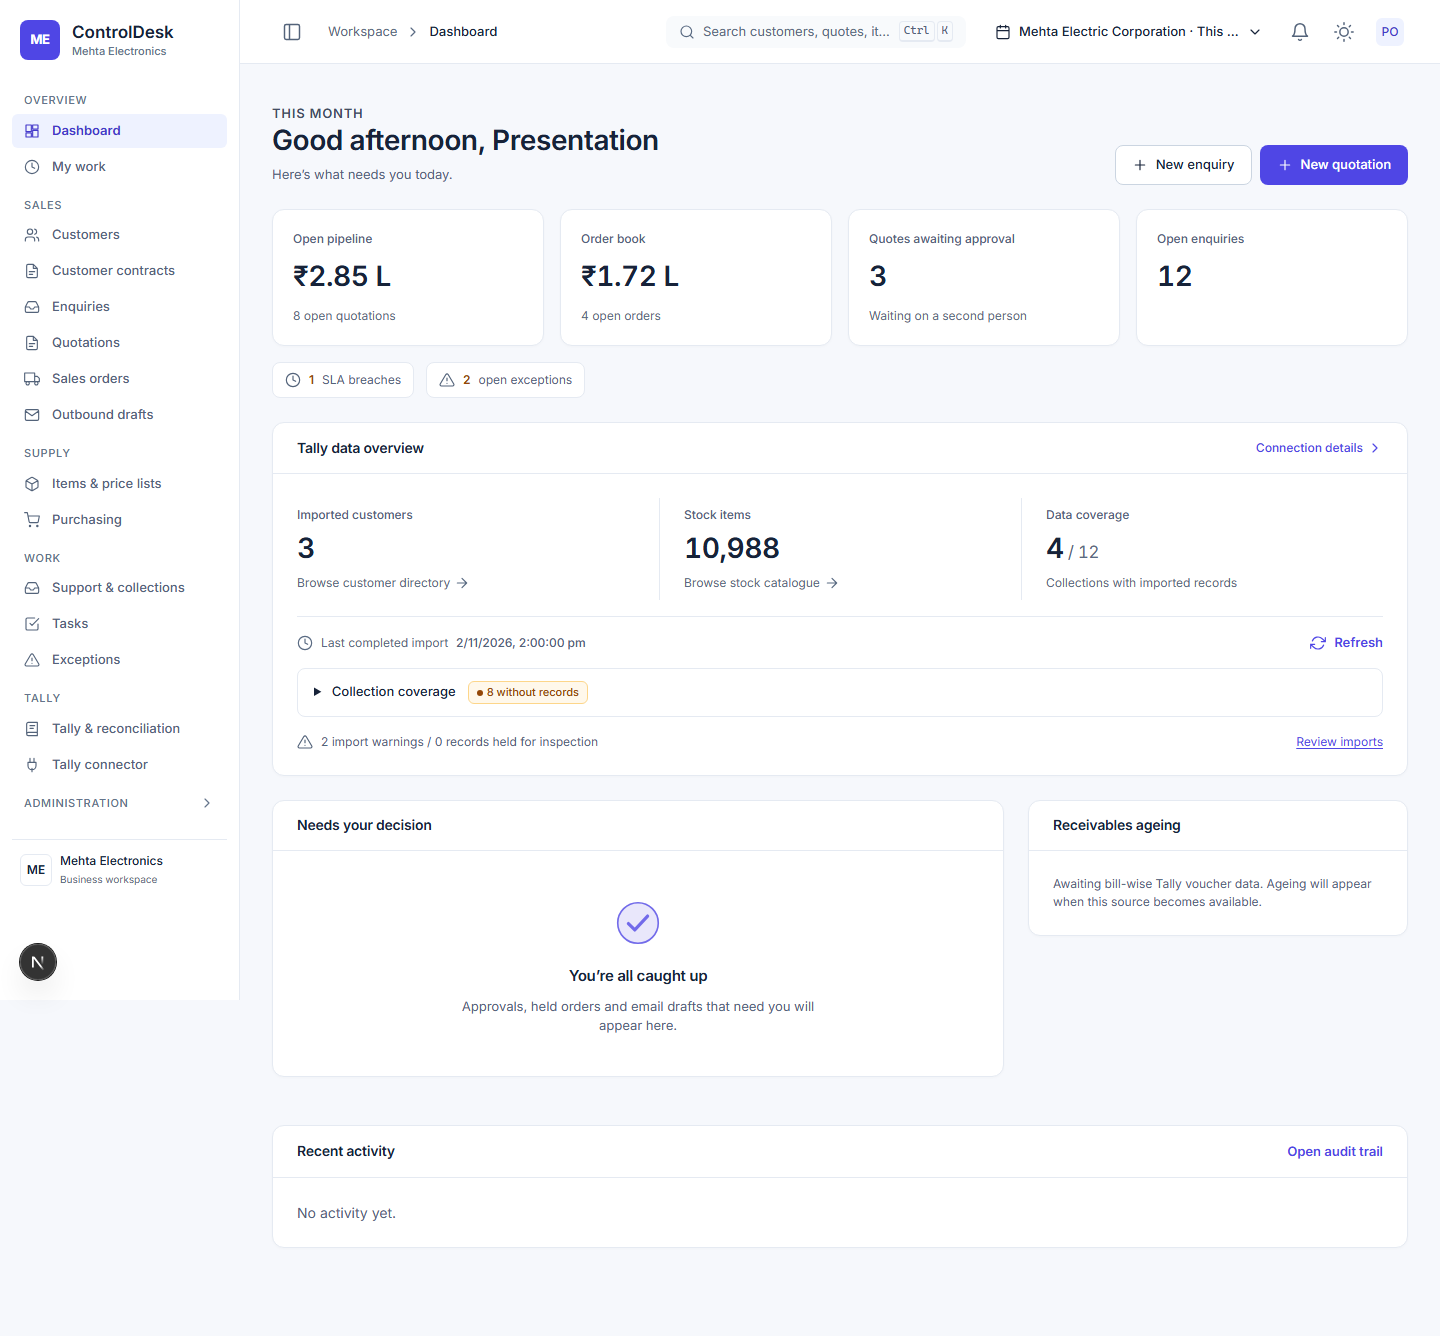 ME
ControlDesk
Mehta Electronics
OVERVIEW
Dashboard
My work
SALES
Customers
Customer contracts
Enquiries
Quotations
Sales orders
Outbound drafts
SUPPLY
Items & price lists
Purchasing
WORK
Support & collections
Tasks
Exceptions
TALLY
Tally & reconciliation
Tally connector
ADMINISTRATION
ME
Mehta Electronics
Business workspace
N
Workspace > Dashboard
Search customers, quotes, it... Ctrl K
Mehta Electric Corporation · This ...
PO
THIS MONTH
Good afternoon, Presentation
Here’s what needs you today.
New enquiry
New quotation
Open pipeline
₹2.85 L
8 open quotations
Order book
₹1.72 L
4 open orders
Quotes awaiting approval
3
Waiting on a second person
Open enquiries
12
1 SLA breaches
2 open exceptions
Tally data overview
Connection details
Imported customers
3
Browse customer directory
Stock items
10,988
Browse stock catalogue
Data coverage
4 / 12
Collections with imported records
Last completed import 2/11/2026, 2:00:00 pm
Refresh
Collection coverage
8 without records
2 import warnings / 0 records held for inspection
Review imports
Needs your decision
You’re all caught up
Approvals, held orders and email drafts that need you will
appear here.
Receivables ageing
Awaiting bill-wise Tally voucher data. Ageing will appear
when this source becomes available.
Recent activity
Open audit trail
No activity yet.